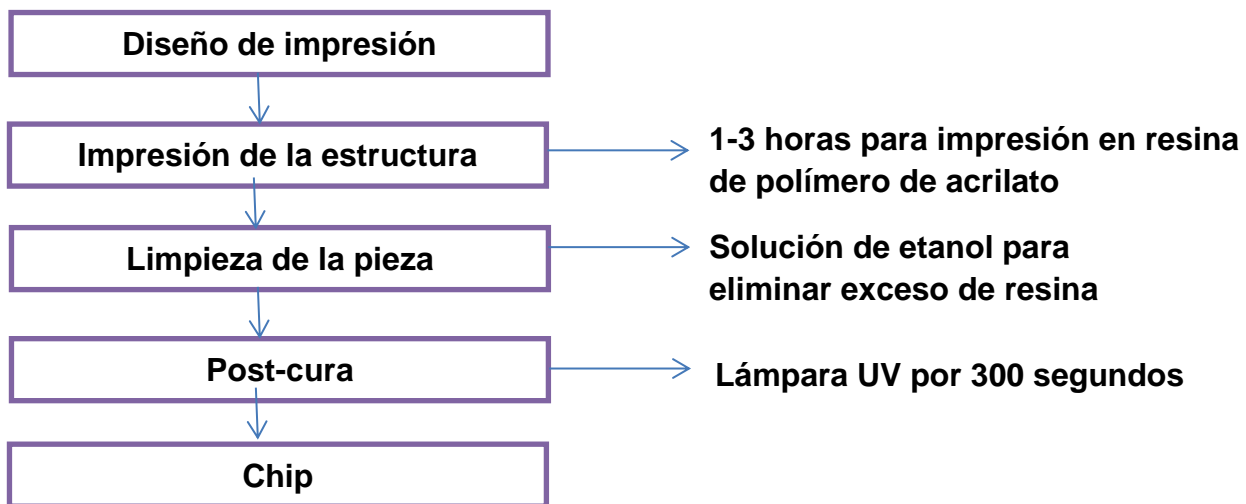 Diseño de impresión
Impresión de la estructura
1-3 horas para impresión en resina
de polímero de acrilato
Limpieza de la pieza
Solución de etanol para
eliminar exceso de resina
Post-cura
Lámpara UV por 300 segundos
Chip